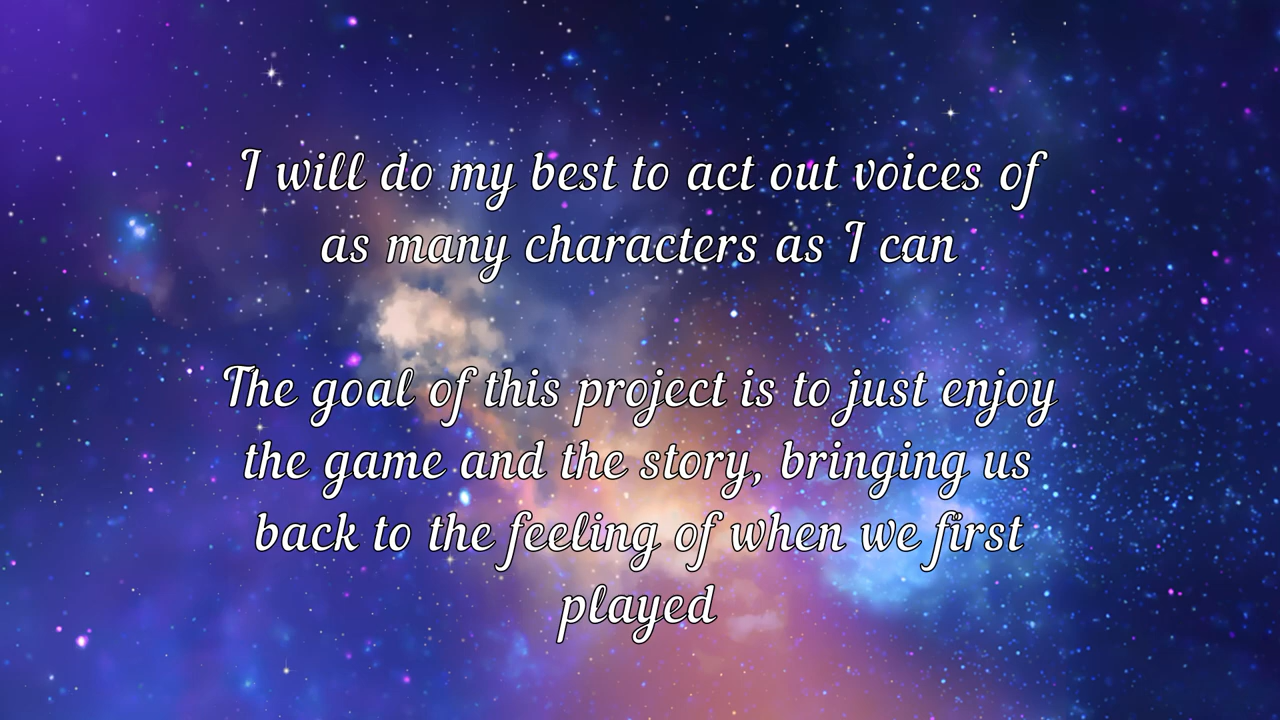 I will do my best to act out voices of
as many characters as I can
The goal of this project is to just enjoy
the game and the story, bringing us
back to the feeling of when we first
played